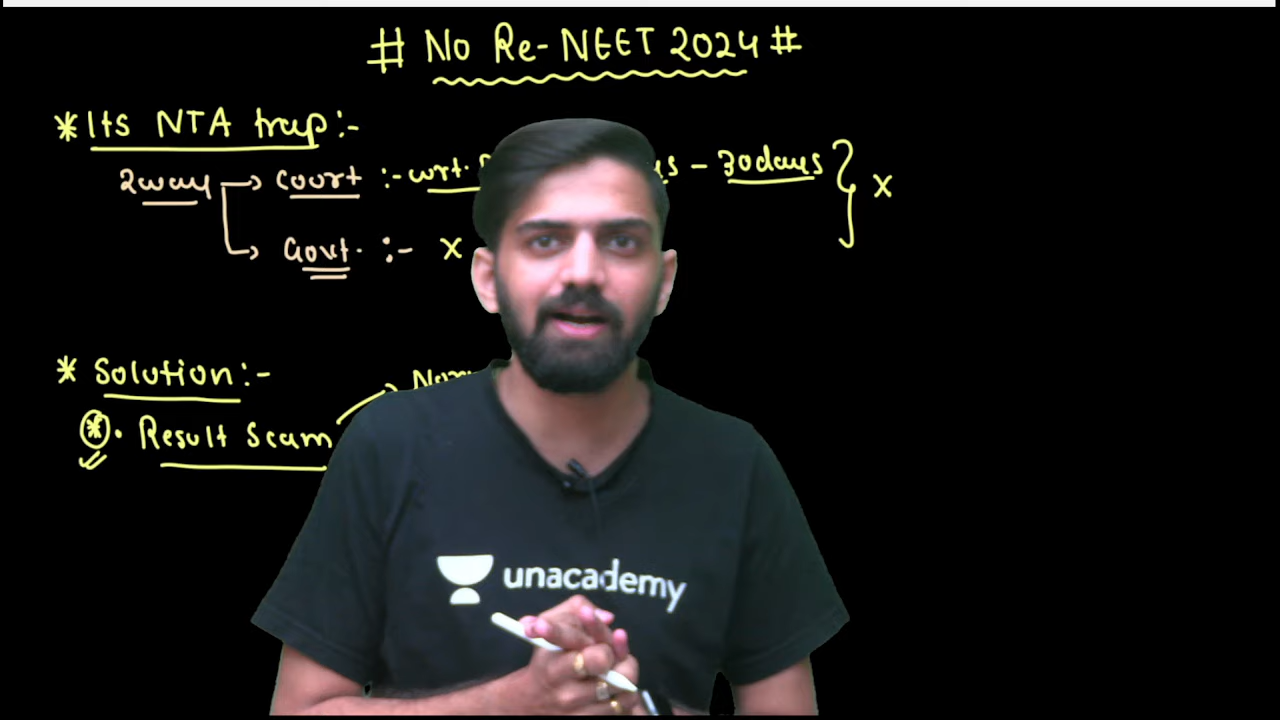 # No Re-NEET 2024 #
* Its NTA trap :-
2way → court :- wrt. - 30days } x
→ Govt. :- x
* Solution :-
* . Result Scam
unacademy